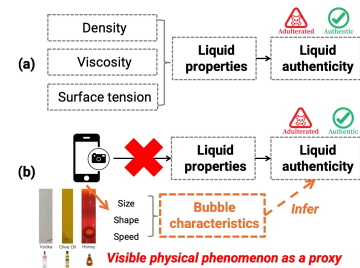 Density
Viscosity
Surface tension
(a)
Liquid
properties
Liquid
authenticity
Adulterated
Authentic
(b)
Liquid
properties
Liquid
authenticity
Adulterated
Authentic
Size
Shape
Speed
Bubble
characteristics
Infer
Vodka
Olive Oil
Honey
Visible physical phenomenon as a proxy